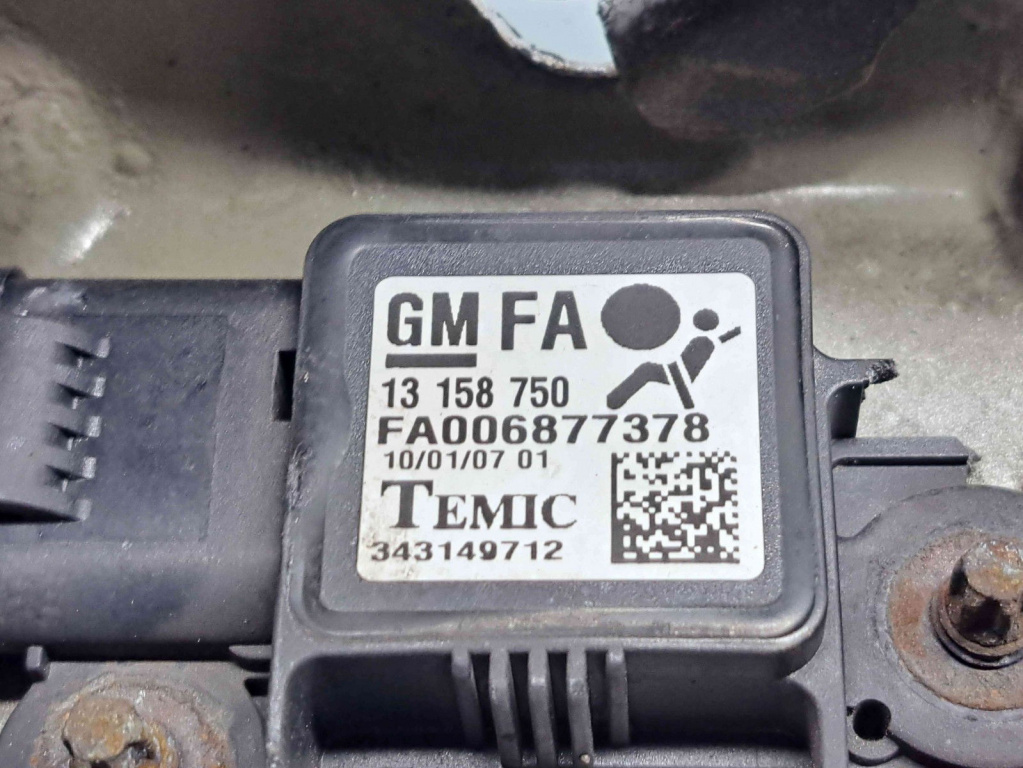 GM FA
13 158 750
FA006877378
10/01/07 01
TEMIC
343149712